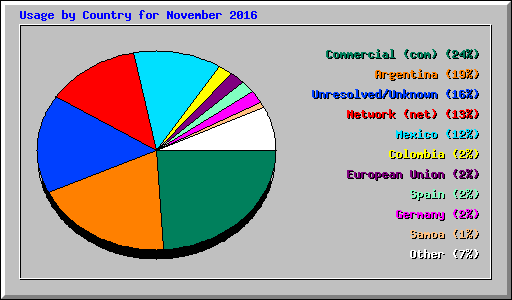 Usage by Country for November 2016
Commercial (com) (24%)
Argentina (19%)
Unresolved/Unknown (16%)
Network (net) (13%)
Mexico (12%)
Colombia (2%)
European Union (2%)
Spain (2%)
Germany (2%)
Samoa (1%)
Other (7%)